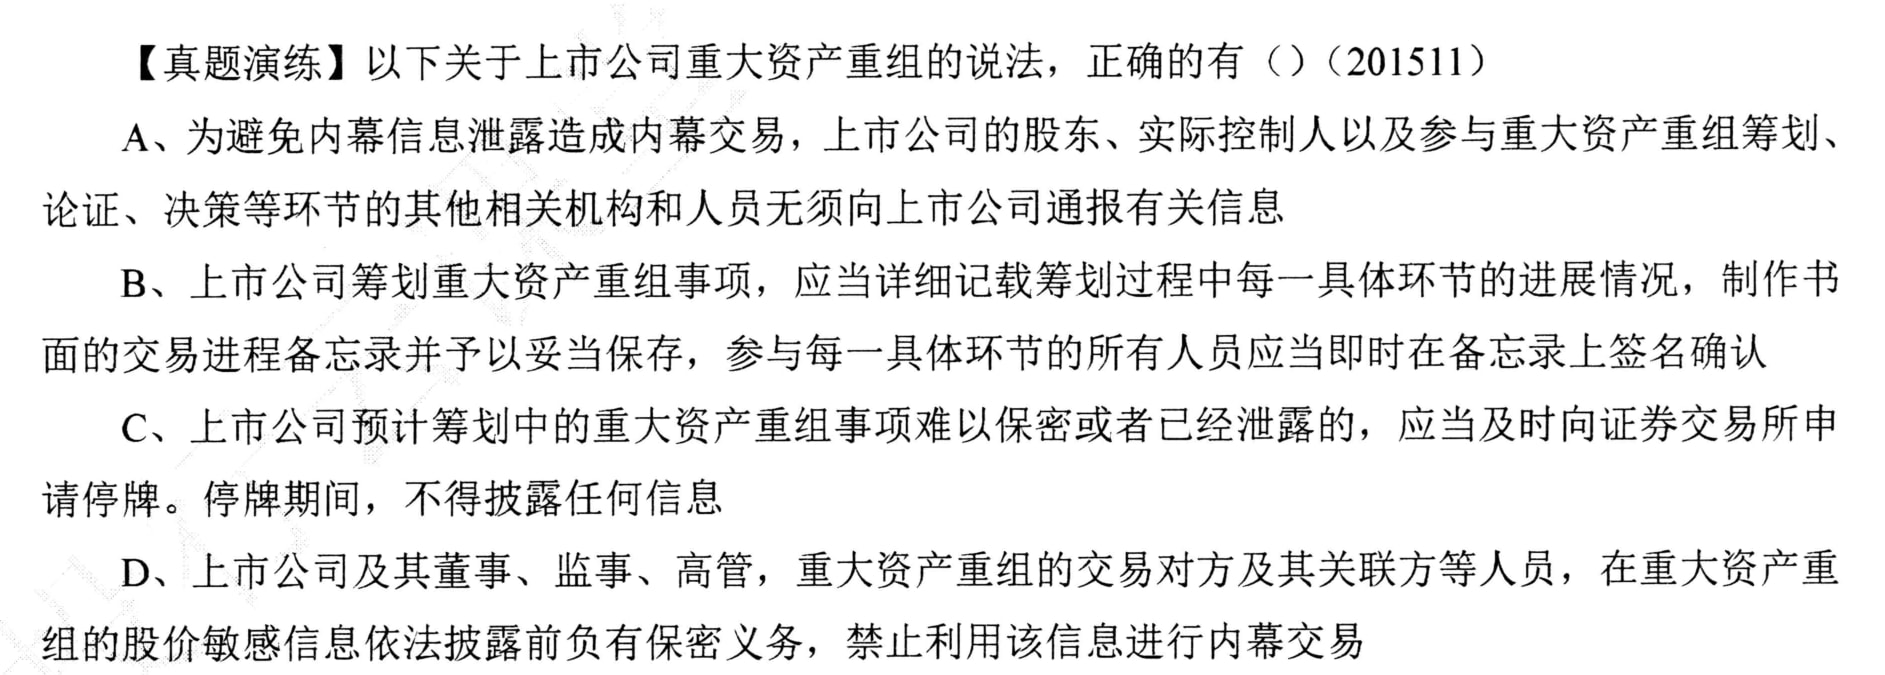 【真题演练】以下关于上市公司重大资产重组的说法，正确的有（）（201511）
A、为避免内幕信息泄露造成内幕交易，上市公司的股东、实际控制人以及参与重大资产重组筹划、
论证、决策等环节的其他相关机构和人员无须向上市公司通报有关信息
B、上市公司筹划重大资产重组事项，应当详细记载筹划过程中每一具体环节的进展情况，制作书
面的交易进程备忘录并予以妥当保存，参与每一具体环节的所有人员应当即时在备忘录上签名确认
C、上市公司预计筹划中的重大资产重组事项难以保密或者已经泄露的，应当及时向证券交易所申
请停牌。停牌期间，不得披露任何信息
D、上市公司及其董事、监事、高管，重大资产重组的交易对方及其关联方等人员，在重大资产重
组的股价敏感信息依法披露前负有保密义务，禁止利用该信息进行内幕交易